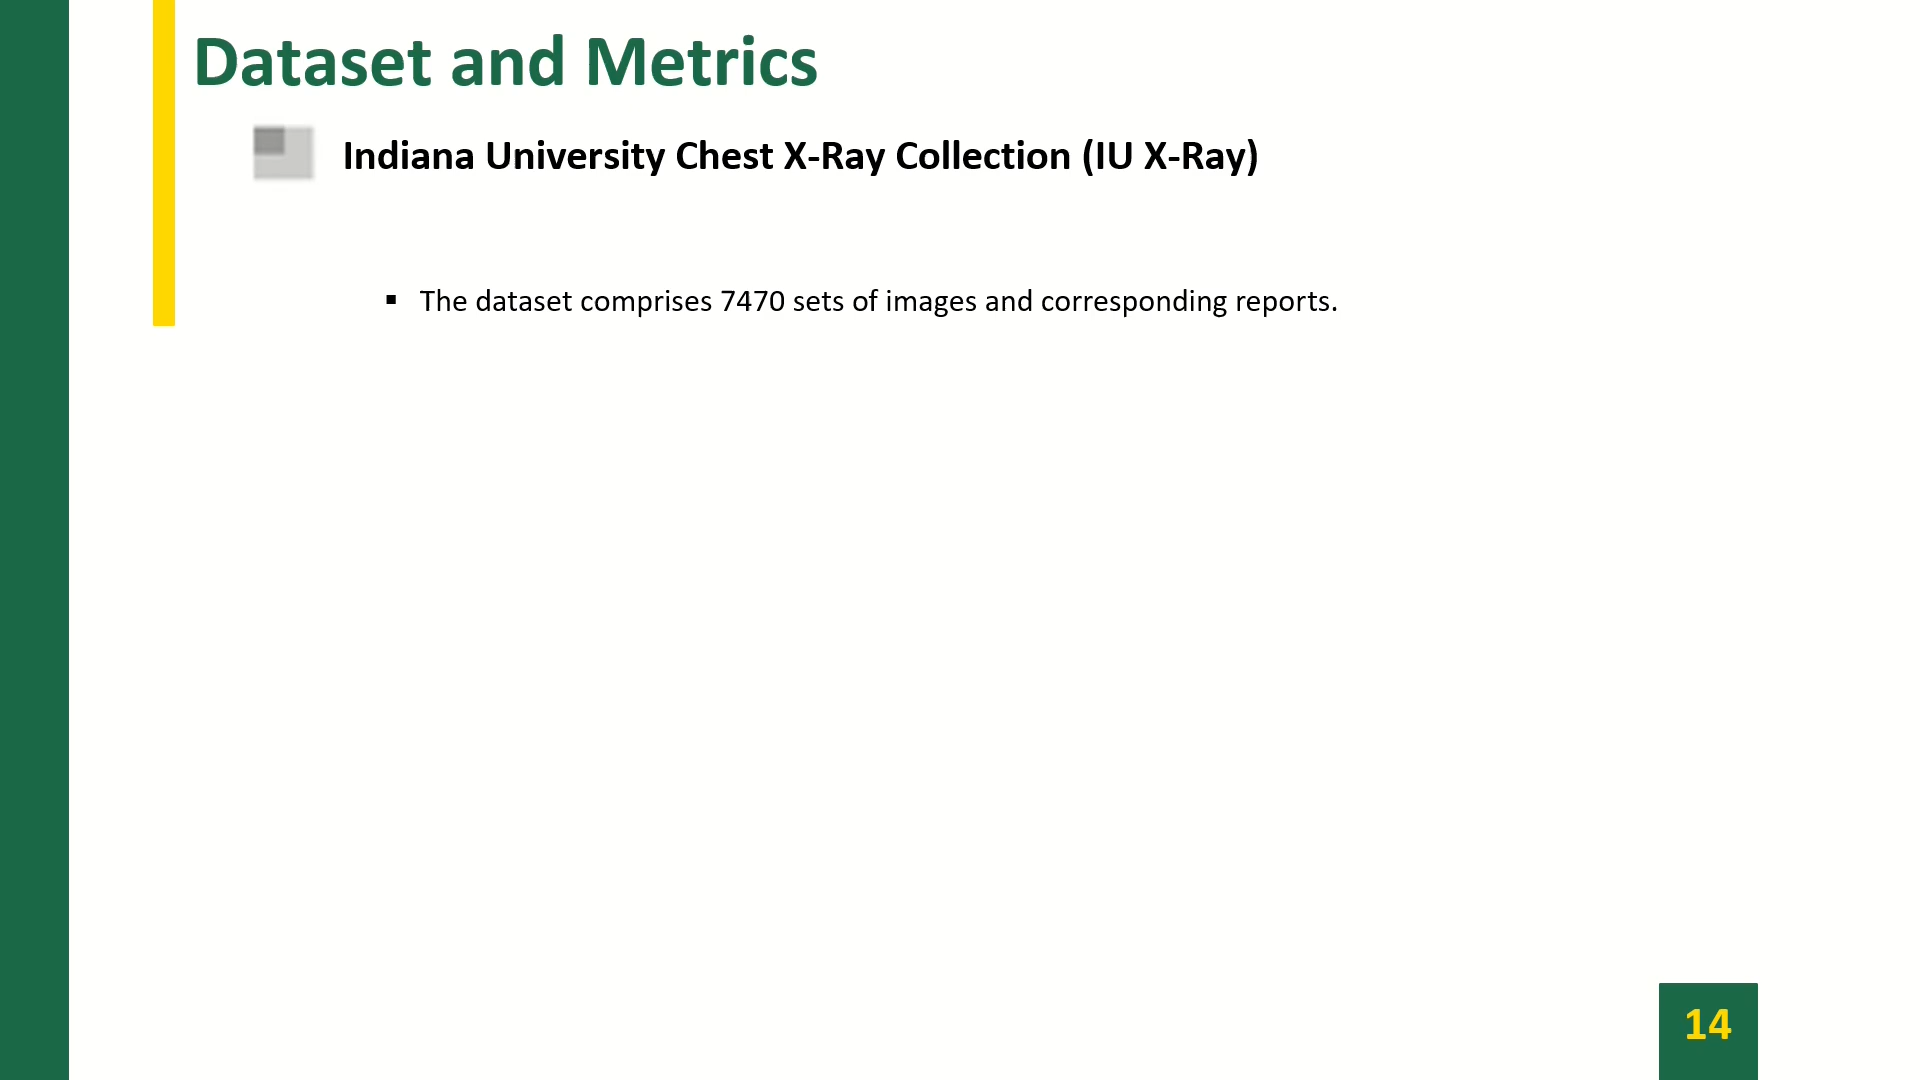 Dataset and Metrics
Indiana University Chest X-Ray Collection (IU X-Ray)
▪ The dataset comprises 7470 sets of images and corresponding reports.
14